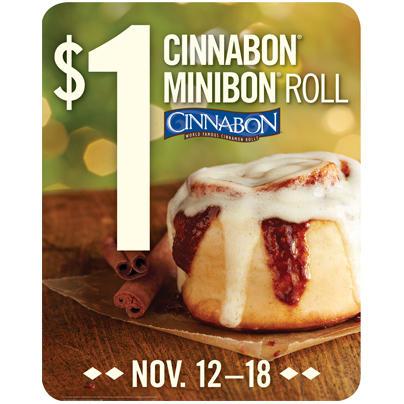 $1 CINNABON®
MINIBON® ROLL
CINNABON
WORLD FAMOUS CINNAMON ROLLS
NOV. 12–18